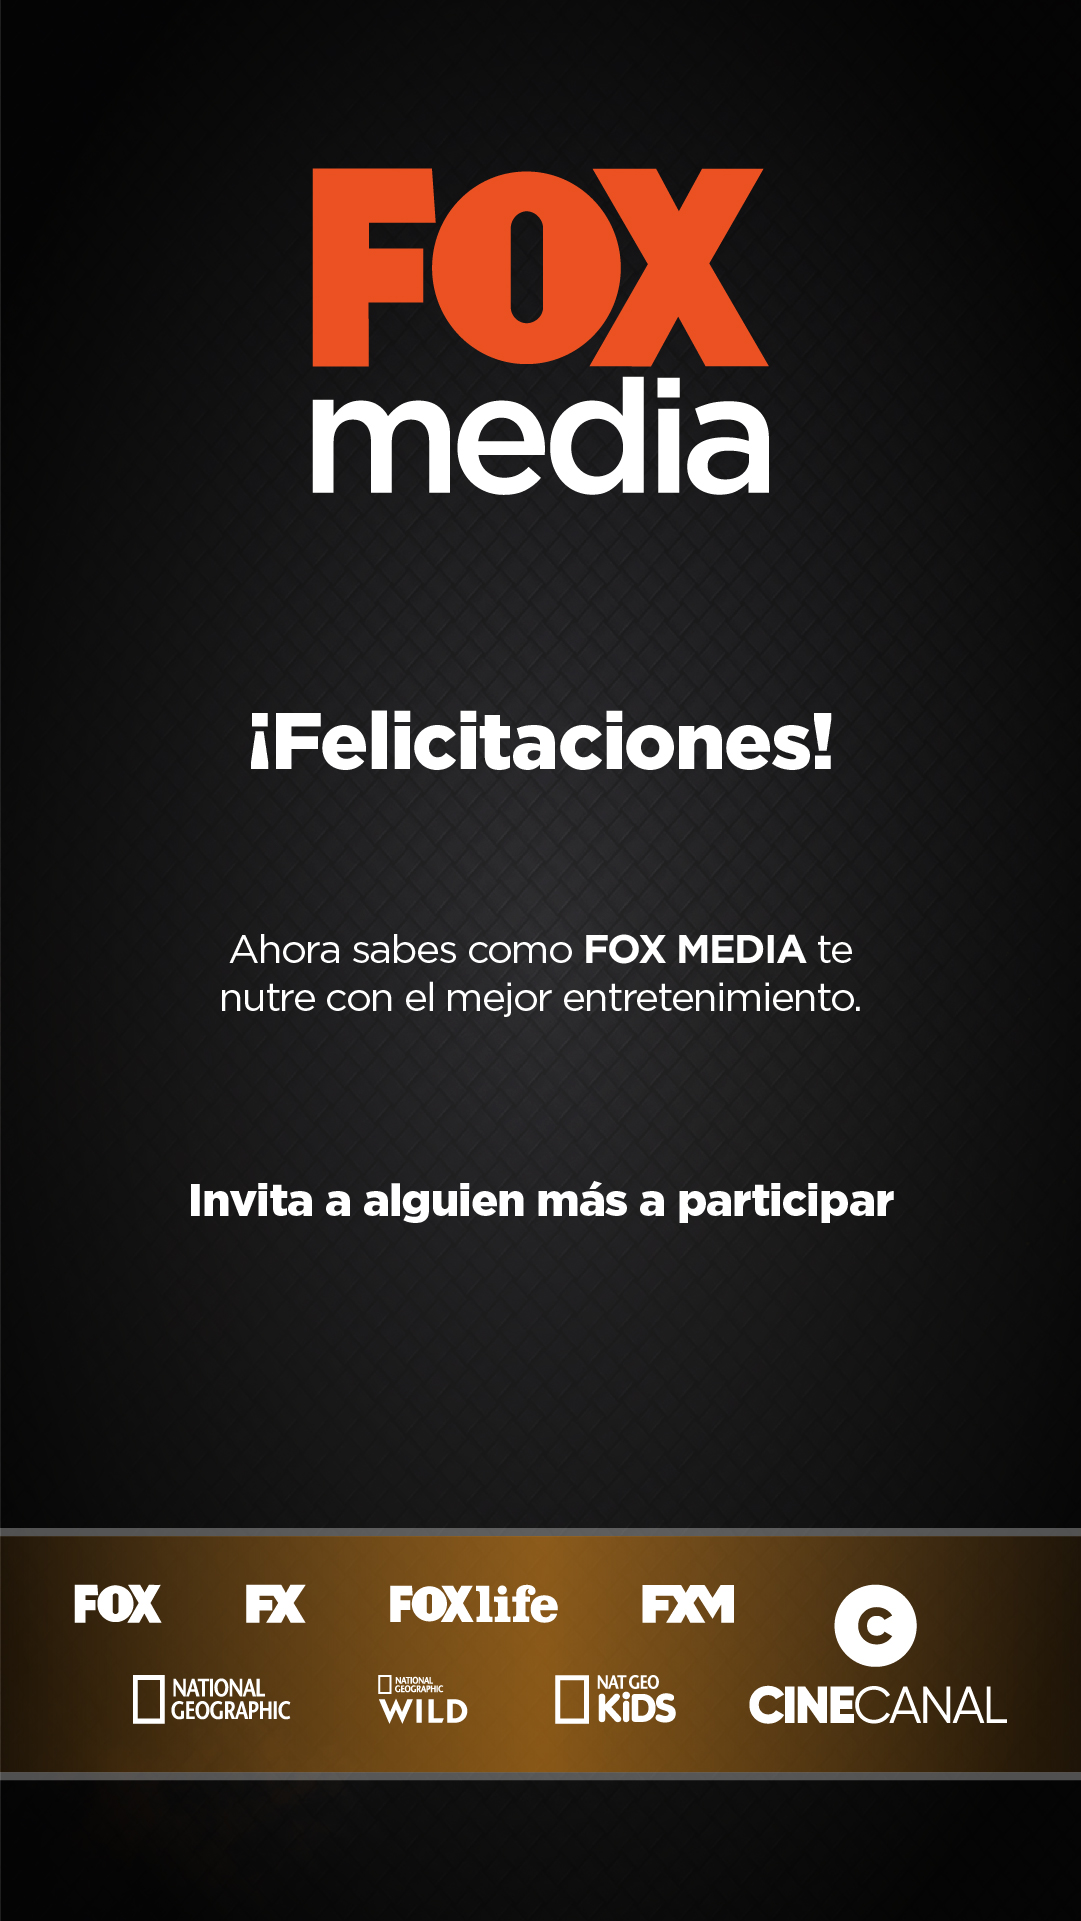 FOX
media
¡Felicitaciones!
Ahora sabes como FOX MEDIA te
nutre con el mejor entretenimiento.
Invita a alguien más a participar
FOX FX FOXlife FXM C
NATIONAL
GEOGRAPHIC
NATIONAL
GEOGRAPHIC
WILD
NAT GEO
KiDS
CINECANAL